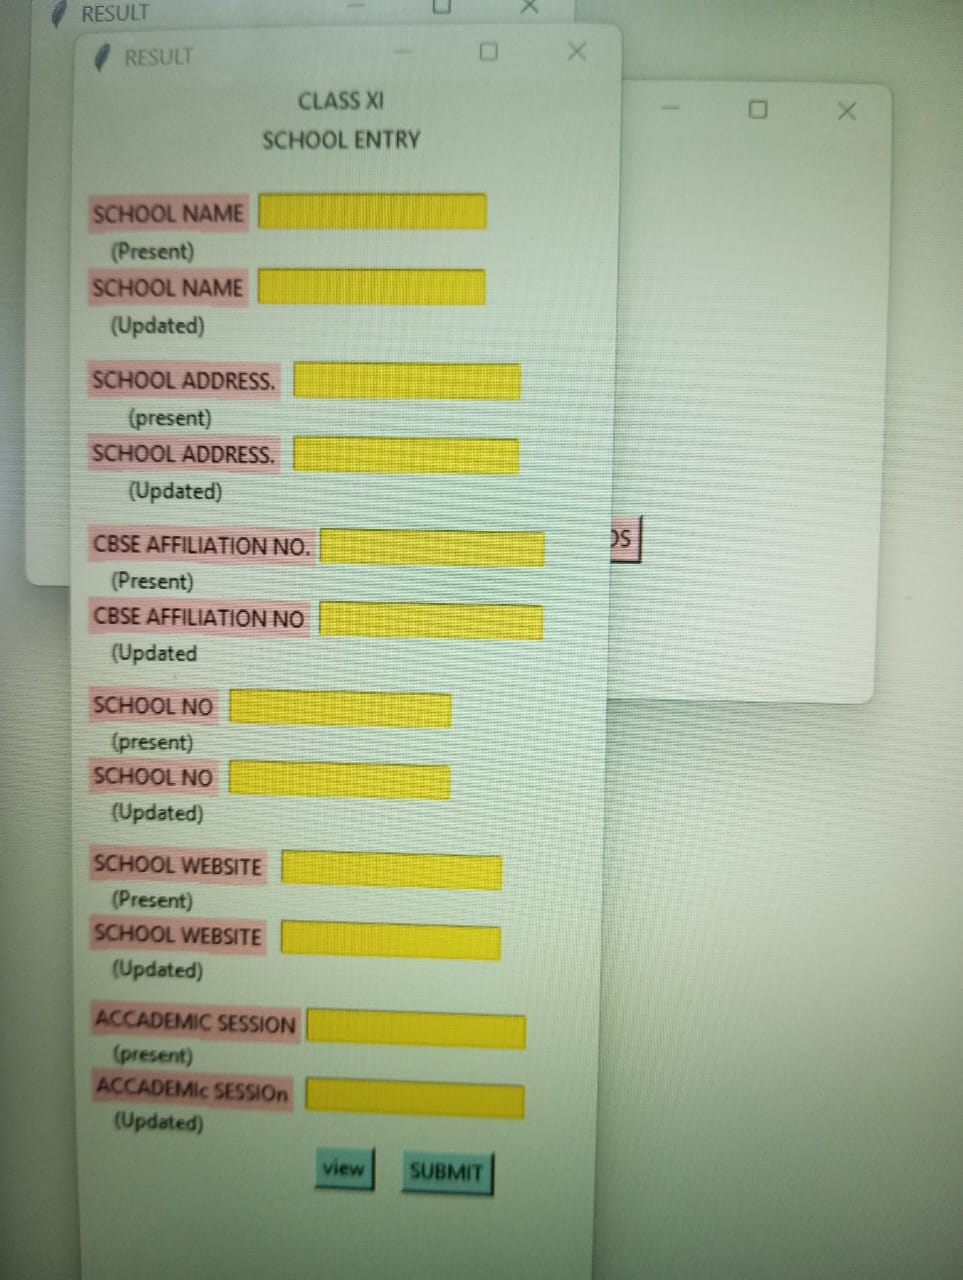 RESULT
RESULT
CLASS XI
SCHOOL ENTRY
SCHOOL NAME
(Present)
SCHOOL NAME
(Updated)
SCHOOL ADDRESS.
(present)
SCHOOL ADDRESS.
(Updated)
CBSE AFFILIATION NO.
(Present)
CBSE AFFILIATION NO
(Updated
SCHOOL NO
(present)
SCHOOL NO
(Updated)
SCHOOL WEBSITE
(Present)
SCHOOL WEBSITE
(Updated)
ACCADEMIC SESSION
(present)
ACCADEMIc SESSIOn
(Updated)
view SUBMIT